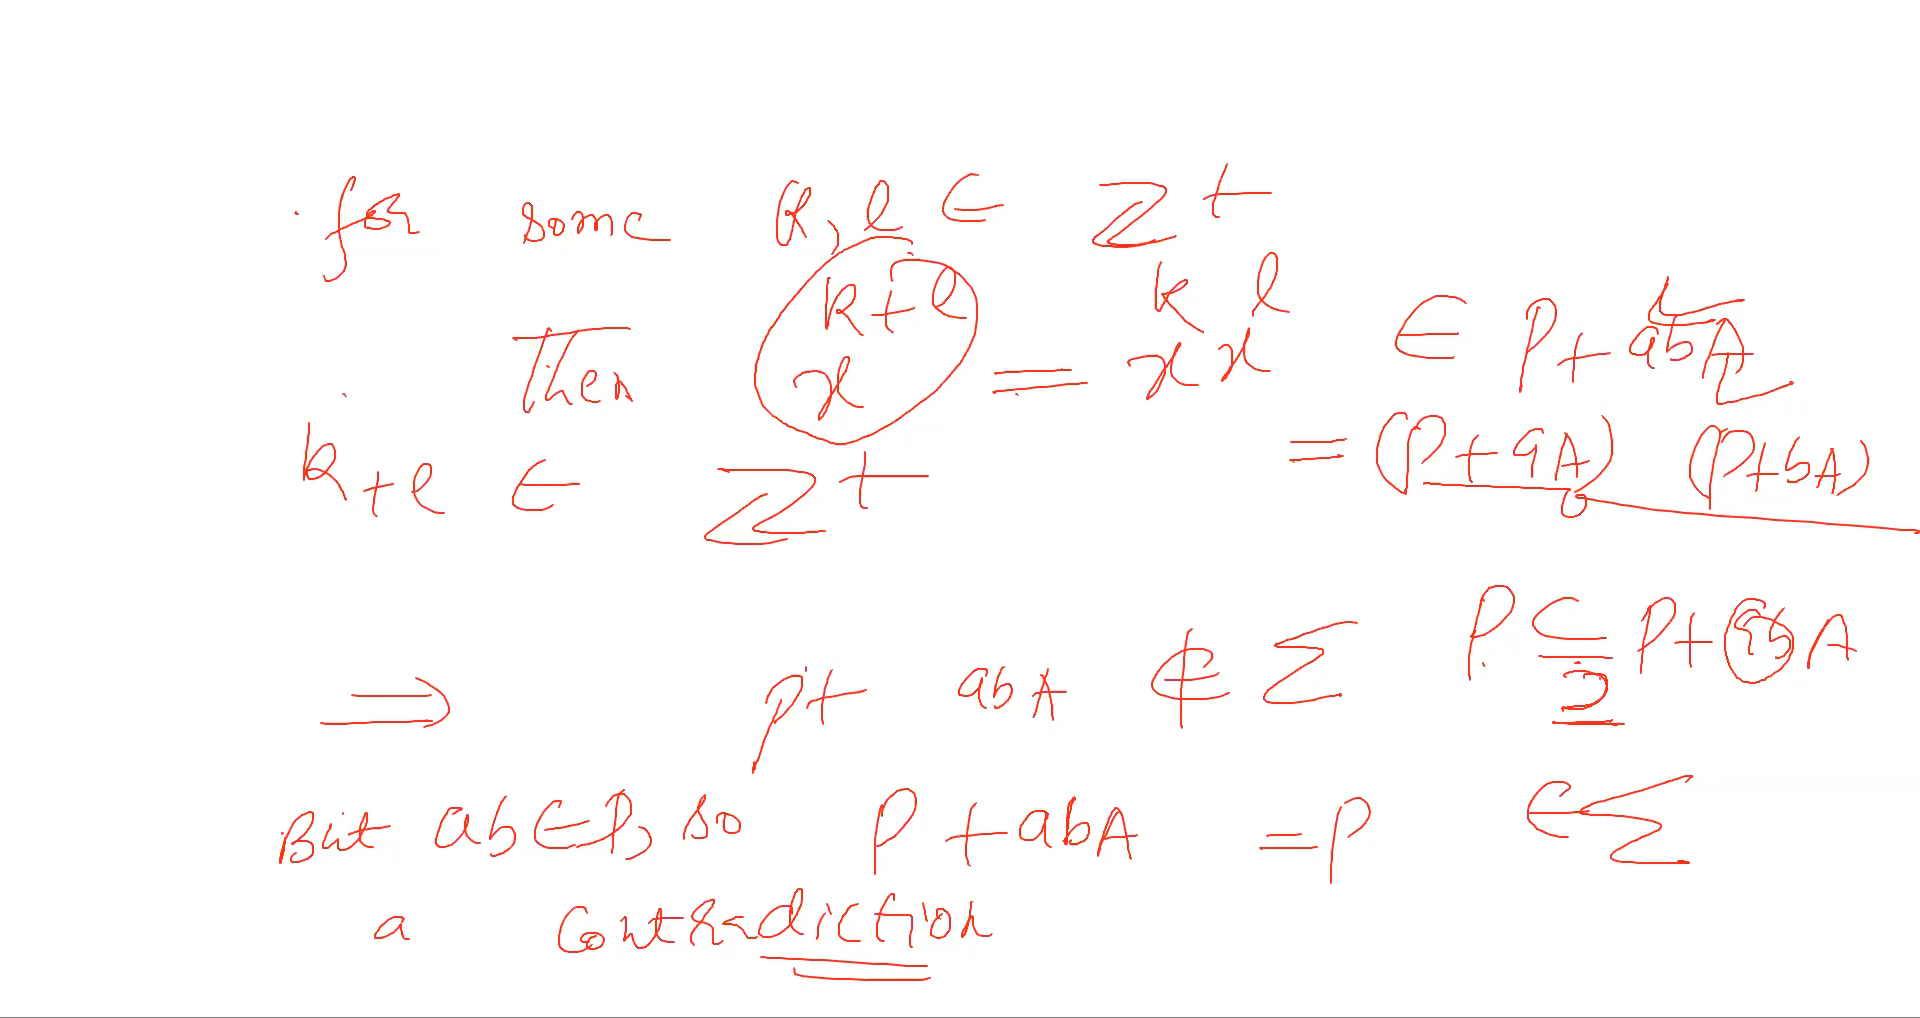 for some k, l ∈ Z⁺
Then x^{k+l} = x^k x^l ∈ P + abA
k+l ∈ Z⁺ = (P+aA) (P+bA)
⟹ P + abA ∉ Σ P ⊆ P + abA
But ab ∈ P, so P + abA = P ∈ Σ
a contradiction